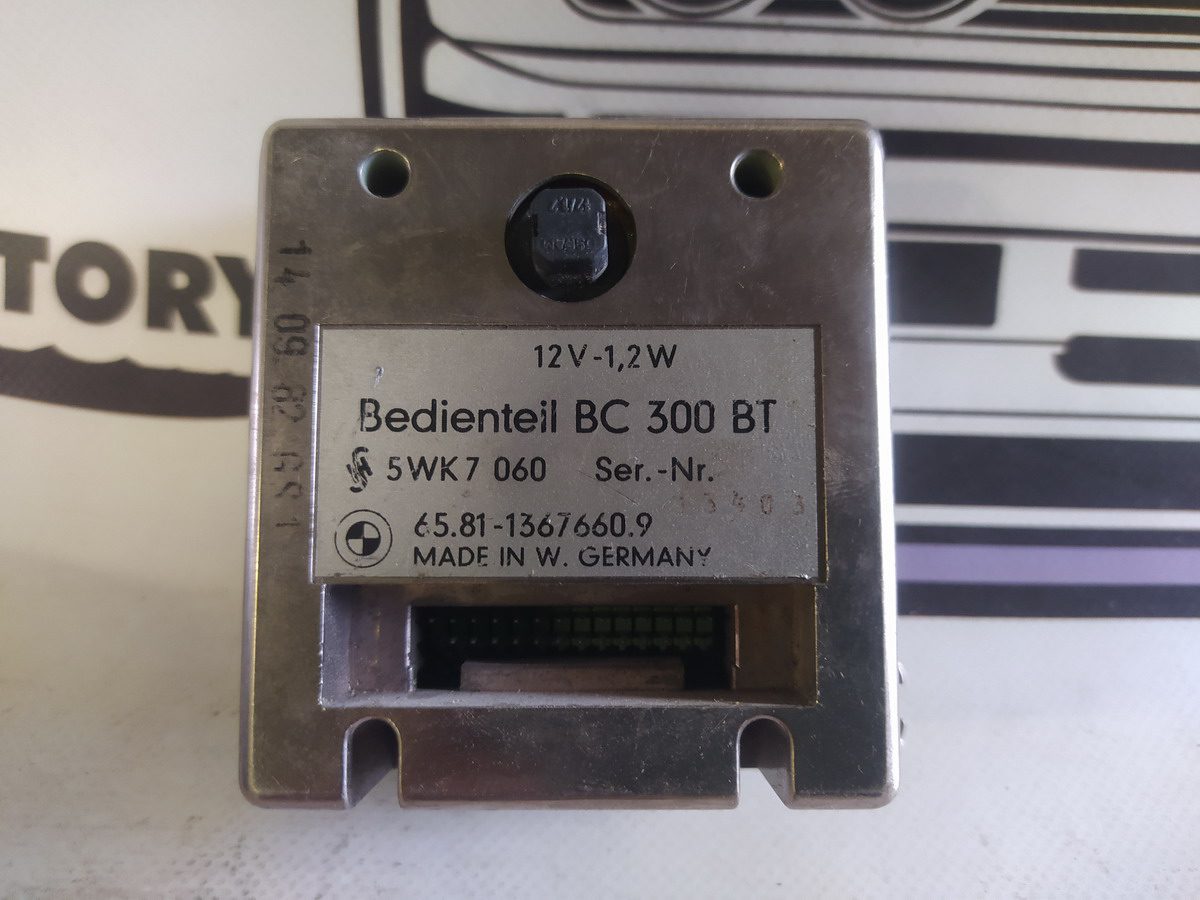 TORY
14 09 82
12V-1,2W
Bedienteil BC 300 BT
5WK7 060 Ser.-Nr.
13403
65.81-1367660.9
MADE IN W. GERMANY